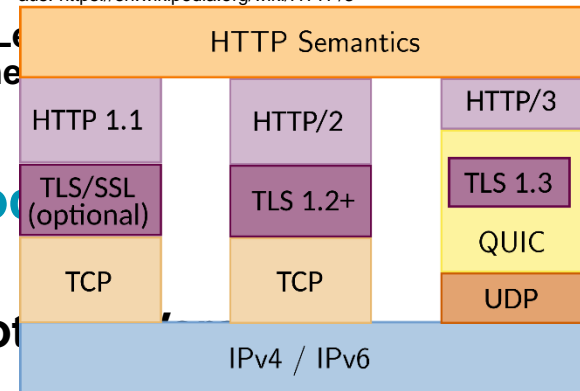 HTTP Semantics
HTTP 1.1
HTTP/2
HTTP/3
TLS/SSL
(optional)
TLS 1.2+
TLS 1.3
QUIC
TCP
TCP
UDP
IPv4 / IPv6